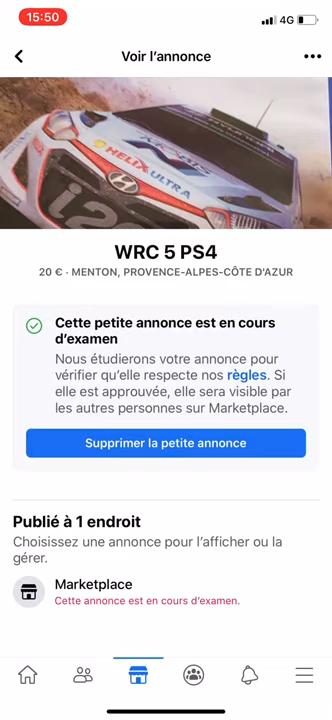 15:50
4G
Voir l'annonce
HELIX ULTRA
i20
WRC 5 PS4
20 € · MENTON, PROVENCE-ALPES-CÔTE D'AZUR
Cette petite annonce est en cours
d'examen
Nous étudierons votre annonce pour
vérifier qu'elle respecte nos règles. Si
elle est approuvée, elle sera visible par
les autres personnes sur Marketplace.
Supprimer la petite annonce
Publié à 1 endroit
Choisissez une annonce pour l'afficher ou la
gérer.
Marketplace
Cette annonce est en cours d'examen.